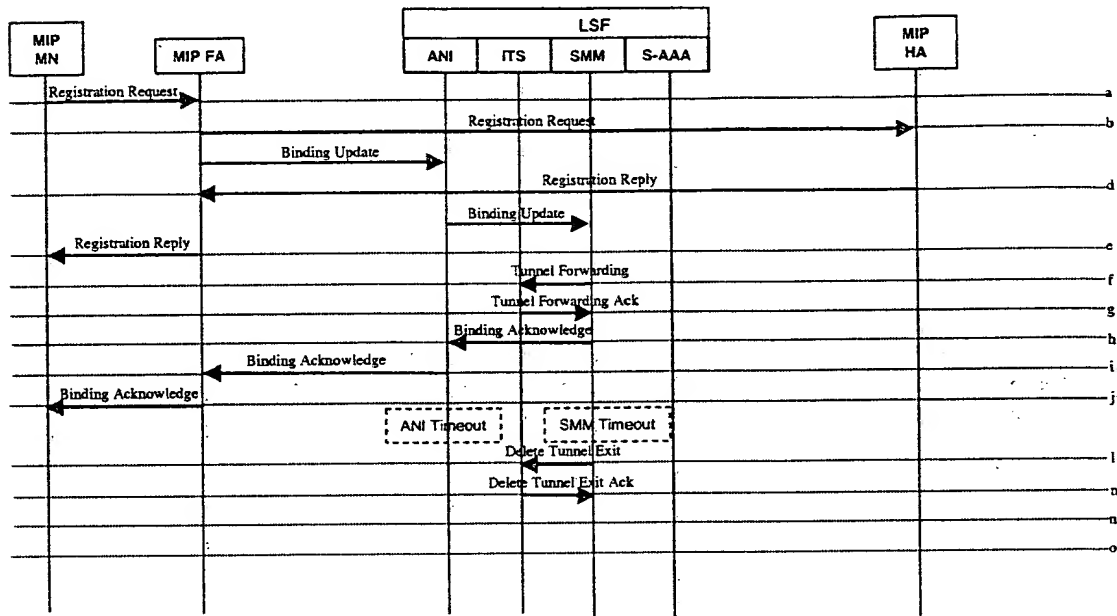 LSF
MIP MN
MIP FA
ANI
ITS
SMM
S-AAA
MIP HA
Registration Request
a
Registration Request
b
Binding Update
Registration Reply
d
Binding Update
Registration Reply
e
Tunnel Forwarding
f
Tunnel Forwarding Ack
g
Binding Acknowledge
h
Binding Acknowledge
i
Binding Acknowledge
j
ANI Timeout
SMM Timeout
Delete Tunnel Exit
l
Delete Tunnel Exit Ack
n
n
o